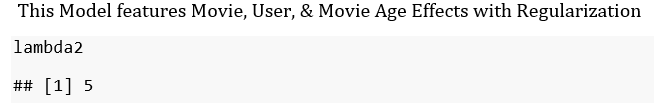 This Model features Movie, User, & Movie Age Effects with Regularization
lambda2
## [1] 5